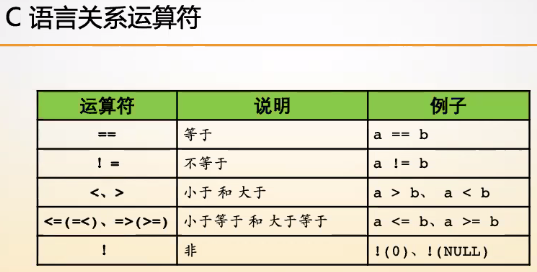 C 语言关系运算符
运算符 说明 例子
== 等于 a == b
! = 不等于 a != b
<、> 小于 和 大于 a > b、 a < b
<=(=<)、=>(>=) 小于等于 和 大于等于 a <= b、a >= b
! 非 !(0)、!(NULL)